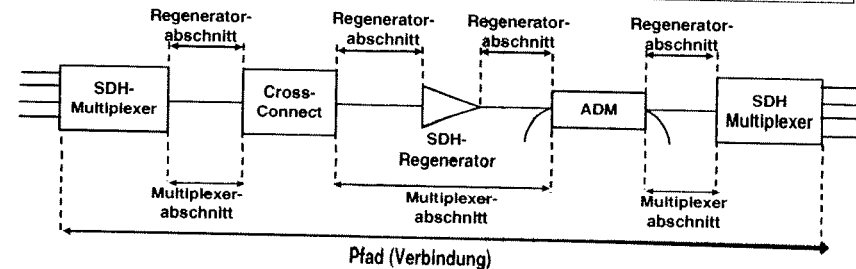 Regenerator-
abschnitt
Regenerator-
abschnitt
Regenerator-
abschnitt
Regenerator-
abschnitt
SDH-
Multiplexer
Cross-
Connect
SDH-
Regenerator
ADM
SDH
Multiplexer
Multiplexer-
abschnitt
Multiplexer-
abschnitt
Multiplexer
abschnitt
Pfad (Verbindung)